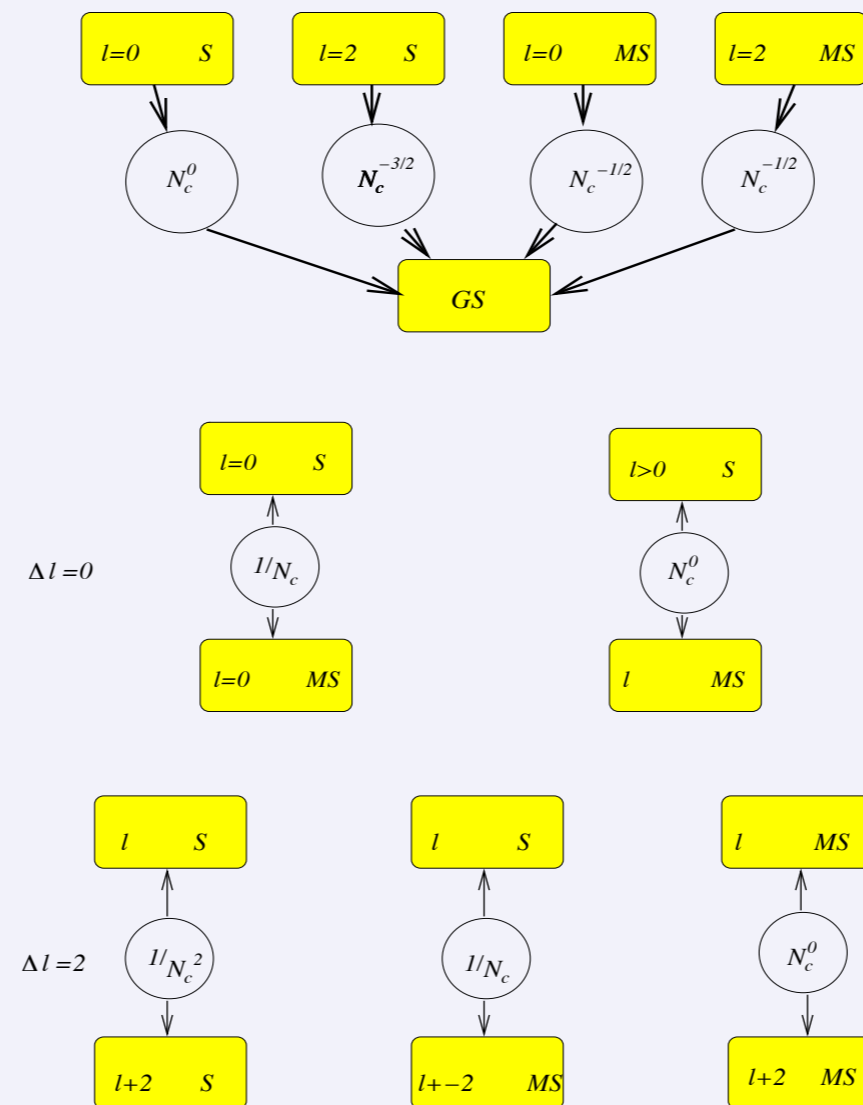 l=0 S l=2 S l=0 MS l=2 MS
N_c^0 N_c^{-3/2} N_c^{-1/2} N_c^{-1/2}
GS
l=0 S l>0 S
Δ l =0 1/N_c N_c^0
l=0 MS l MS
l S l S l MS
Δ l =2 1/N_c^2 1/N_c N_c^0
l+2 S l+-2 MS l+2 MS